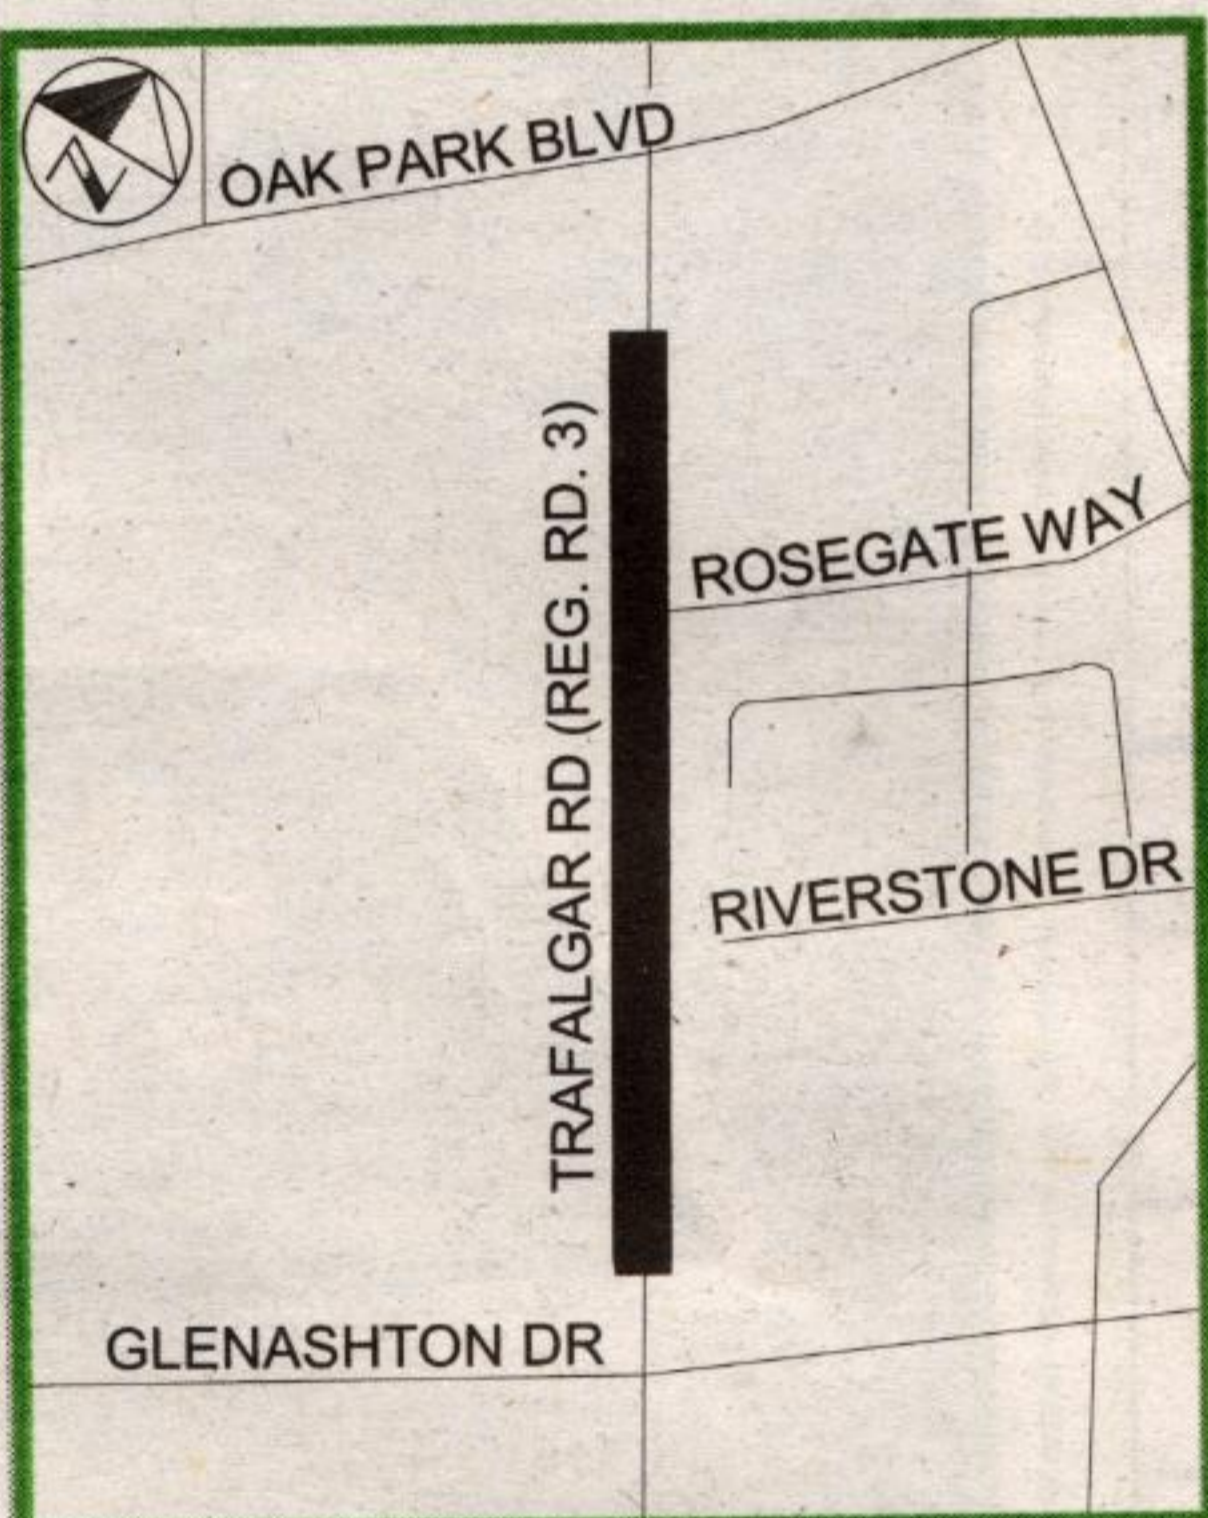 OAK PARK BLVD
TRAFALGAR RD (REG. RD. 3)
ROSEGATE WAY
RIVERSTONE DR
GLENASHTON DR